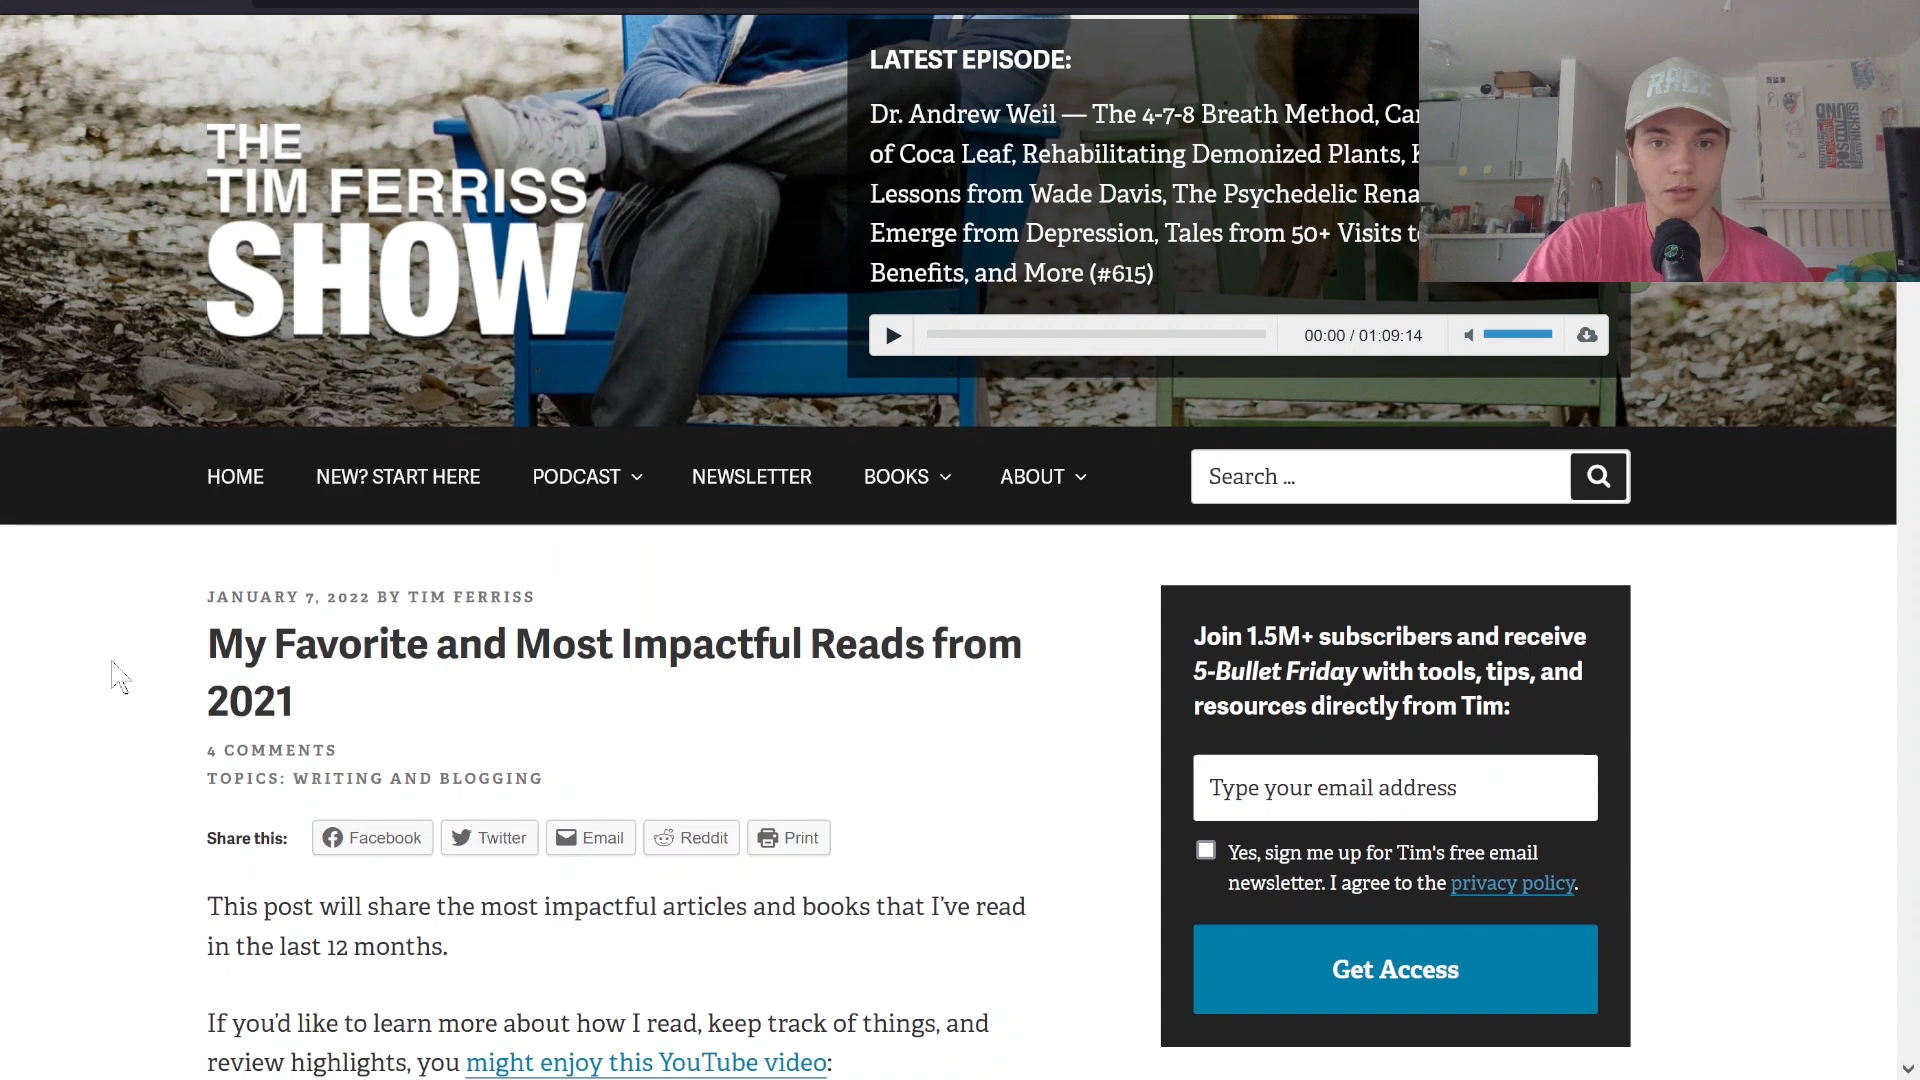 LATEST EPISODE:
Dr. Andrew Weil — The 4-7-8 Breath Method, Ca
of Coca Leaf, Rehabilitating Demonized Plants,
Lessons from Wade Davis, The Psychedelic Rena
Emerge from Depression, Tales from 50+ Visits t
Benefits, and More (#615)
THE
TIM FERRISS
SHOW
00:00 / 01:09:14
RACE
HOME NEW? START HERE PODCAST NEWSLETTER BOOKS ABOUT Search ...
JANUARY 7, 2022 BY TIM FERRISS
My Favorite and Most Impactful Reads from
2021
4 COMMENTS
TOPICS: WRITING AND BLOGGING
Share this: Facebook Twitter Email Reddit Print
This post will share the most impactful articles and books that I’ve read
in the last 12 months.
If you’d like to learn more about how I read, keep track of things, and
review highlights, you might enjoy this YouTube video:
Join 1.5M+ subscribers and receive
5-Bullet Friday with tools, tips, and
resources directly from Tim:
Type your email address
Yes, sign me up for Tim's free email
newsletter. I agree to the privacy policy.
Get Access